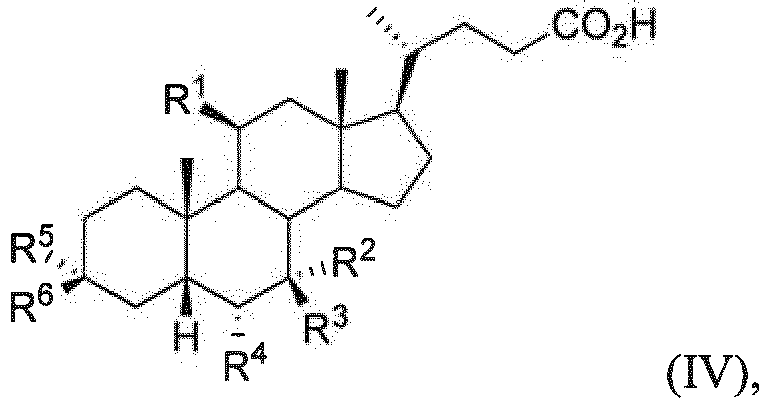 CO₂H
R¹
R⁵
R²
R⁶
R³
H
R⁴
(IV),